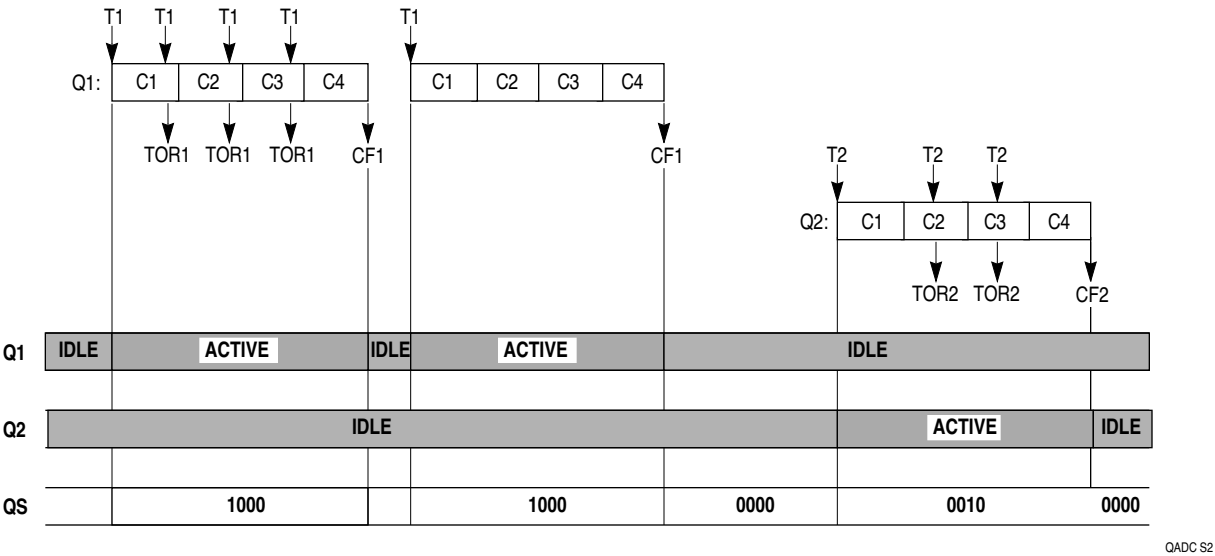 T1 T1 T1 T1 T1
Q1: C1 C2 C3 C4 C1 C2 C3 C4
TOR1 TOR1 TOR1 CF1 CF1
T2 T2 T2
Q2: C1 C2 C3 C4
TOR2 TOR2 CF2
Q1 IDLE ACTIVE IDLE ACTIVE IDLE
Q2 IDLE ACTIVE IDLE
QS 1000 1000 0000 0010 0000
QADC S2